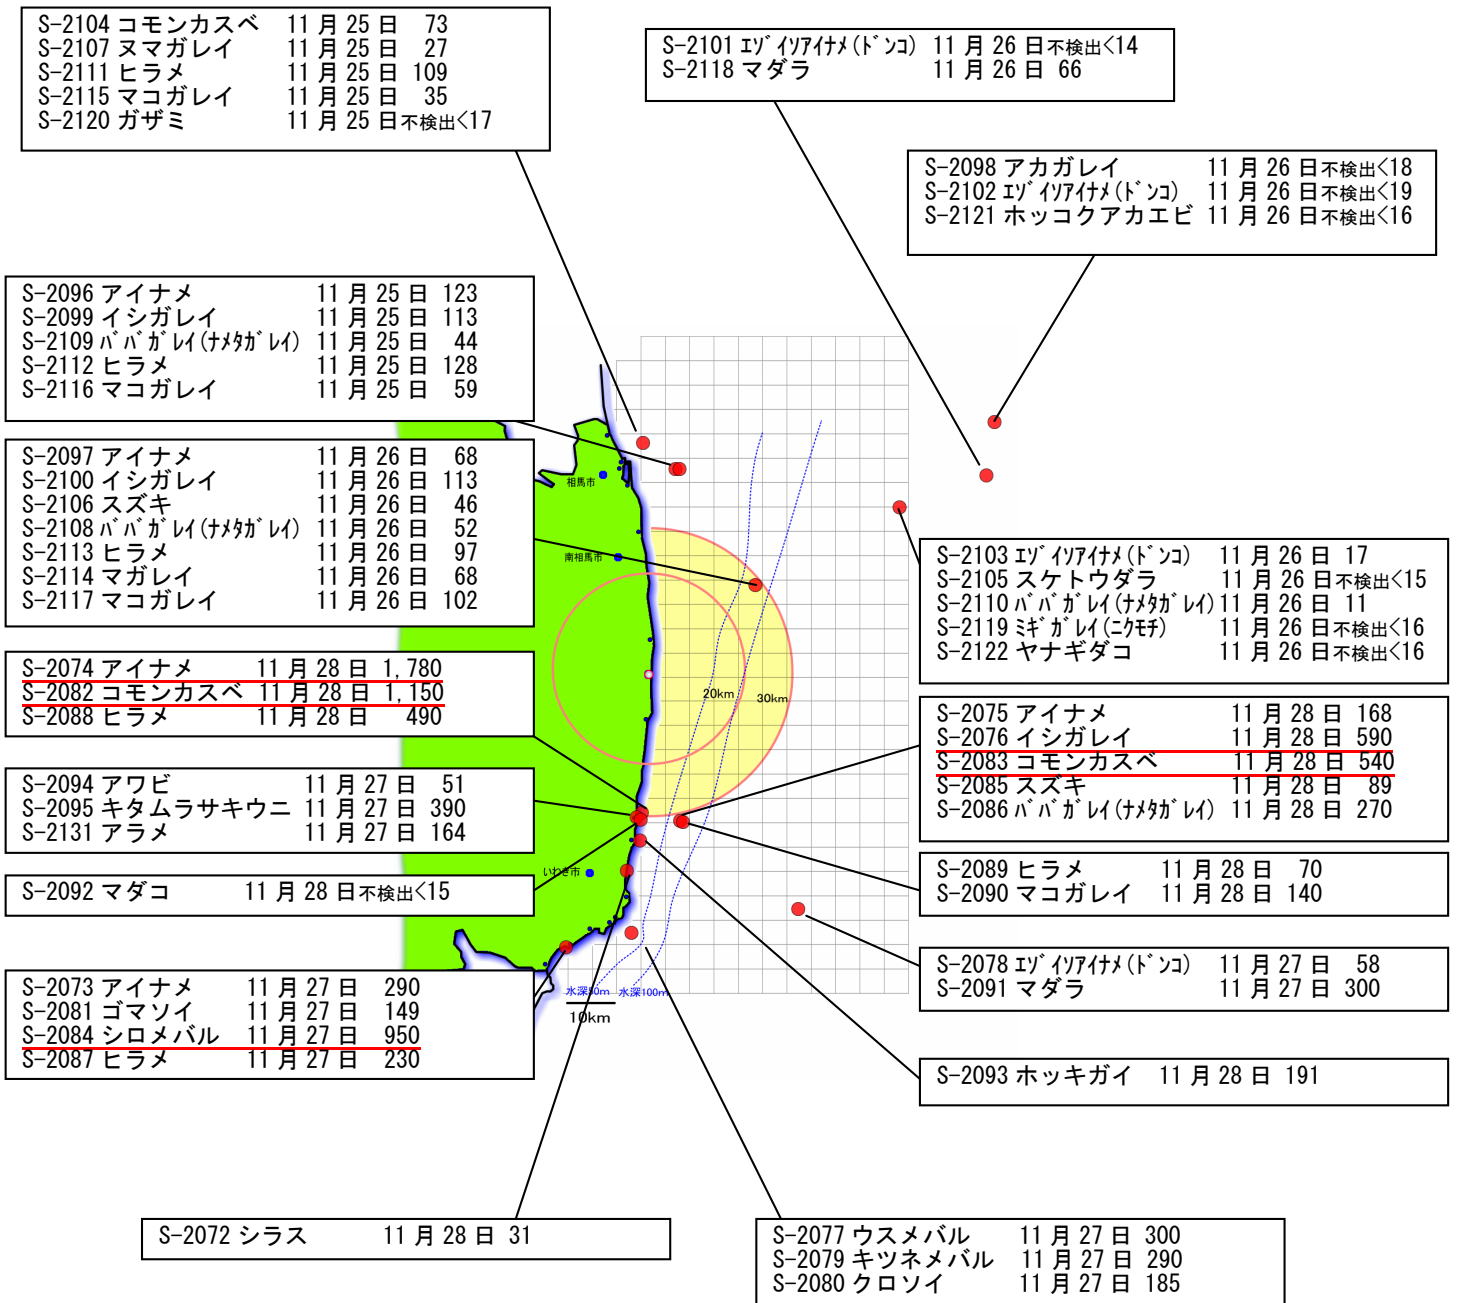 S-2104 コモンカスベ 11 月 25 日 73
S-2107 ヌマガレイ 11 月 25 日 27
S-2111 ヒラメ 11 月 25 日 109
S-2115 マコガレイ 11 月 25 日 35
S-2120 ガザミ 11 月 25 日不検出<17
S-2101 ｴｿﾞｲｿｱｲﾅﾒ(ﾄﾞﾝｺ) 11 月 26 日不検出<14
S-2118 マダラ 11 月 26 日 66
S-2098 アカガレイ 11 月 26 日不検出<18
S-2102 ｴｿﾞｲｿｱｲﾅﾒ(ﾄﾞﾝｺ) 11 月 26 日不検出<19
S-2121 ホッコクアカエビ 11 月 26 日不検出<16
S-2096 アイナメ 11 月 25 日 123
S-2099 イシガレイ 11 月 25 日 113
S-2109 ﾊﾞﾊﾞｶﾞﾚｲ(ﾅﾒﾀｶﾞﾚｲ) 11 月 25 日 44
S-2112 ヒラメ 11 月 25 日 128
S-2116 マコガレイ 11 月 25 日 59
S-2097 アイナメ 11 月 26 日 68
S-2100 イシガレイ 11 月 26 日 113
S-2106 スズキ 11 月 26 日 46
S-2108 ﾊﾞﾊﾞｶﾞﾚｲ(ﾅﾒﾀｶﾞﾚｲ) 11 月 26 日 52
S-2113 ヒラメ 11 月 26 日 97
S-2114 マガレイ 11 月 26 日 68
S-2117 マコガレイ 11 月 26 日 102
相馬市
南相馬市
S-2103 ｴｿﾞｲｿｱｲﾅﾒ(ﾄﾞﾝｺ) 11 月 26 日 17
S-2105 スケトウダラ 11 月 26 日不検出<15
S-2110 ﾊﾞﾊﾞｶﾞﾚｲ(ﾅﾒﾀｶﾞﾚｲ) 11 月 26 日 11
S-2119 ﾐｷﾞｶﾞﾚｲ(ﾆｸﾓﾁ) 11 月 26 日不検出<16
S-2122 ヤナギダコ 11 月 26 日不検出<16
S-2074 アイナメ 11 月 28 日 1,780
S-2082 コモンカスベ 11 月 28 日 1,150
S-2088 ヒラメ 11 月 28 日 490
20km
30km
S-2075 アイナメ 11 月 28 日 168
S-2076 イシガレイ 11 月 28 日 590
S-2083 コモンカスベ 11 月 28 日 540
S-2085 スズキ 11 月 28 日 89
S-2086 ﾊﾞﾊﾞｶﾞﾚｲ(ﾅﾒﾀｶﾞﾚｲ) 11 月 28 日 270
S-2094 アワビ 11 月 27 日 51
S-2095 キタムラサキウニ 11 月 27 日 390
S-2131 アラメ 11 月 27 日 164
S-2092 マダコ 11 月 28 日不検出<15
いわき市
S-2089 ヒラメ 11 月 28 日 70
S-2090 マコガレイ 11 月 28 日 140
S-2078 ｴｿﾞｲｿｱｲﾅﾒ(ﾄﾞﾝｺ) 11 月 27 日 58
S-2091 マダラ 11 月 27 日 300
S-2073 アイナメ 11 月 27 日 290
S-2081 ゴマソイ 11 月 27 日 149
S-2084 シロメバル 11 月 27 日 950
S-2087 ヒラメ 11 月 27 日 230
水深50m 水深100m
10km
S-2093 ホッキガイ 11 月 28 日 191
S-2072 シラス 11 月 28 日 31
S-2077 ウスメバル 11 月 27 日 300
S-2079 キツネメバル 11 月 27 日 290
S-2080 クロソイ 11 月 27 日 185